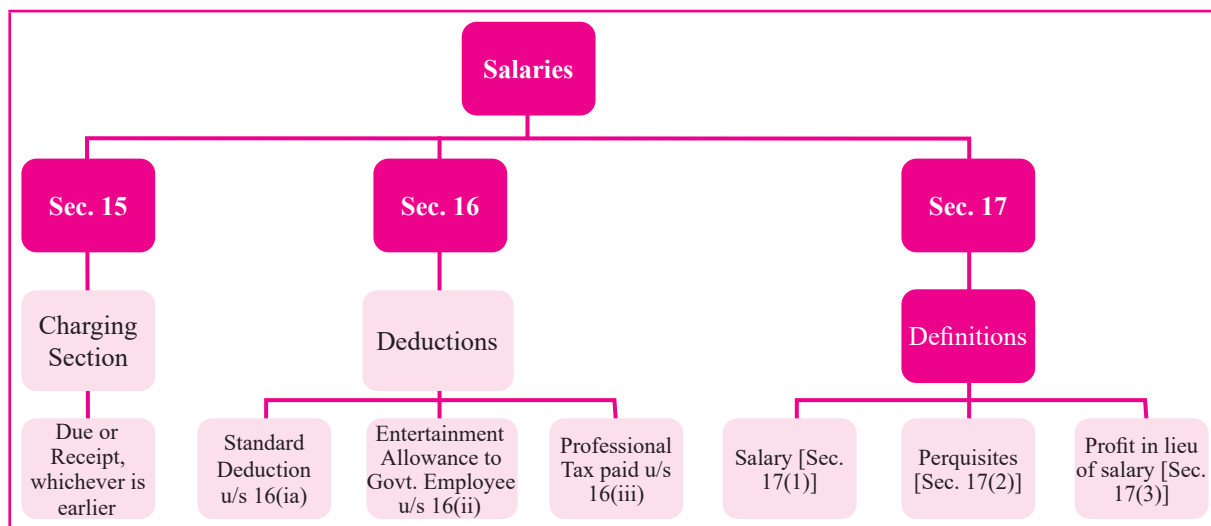 Salaries
Sec. 15
Sec. 16
Sec. 17
Charging
Section
Deductions
Definitions
Due or
Receipt,
whichever is
earlier
Standard
Deduction
u/s 16(ia)
Entertainment
Allowance to
Govt. Employee
u/s 16(ii)
Professional
Tax paid u/s
16(iii)
Salary [Sec.
17(1)]
Perquisites
[Sec. 17(2)]
Profit in lieu
of salary [Sec.
17(3)]